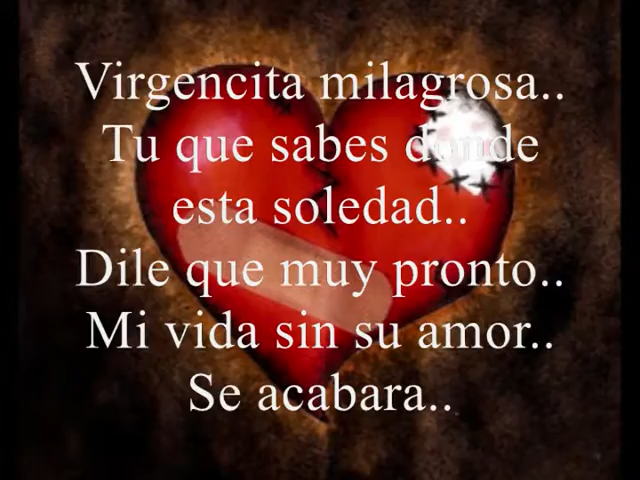 Virgencita milagrosa..
Tu que sabes donde
esta soledad..
Dile que muy pronto..
Mi vida sin su amor..
Se acabara..